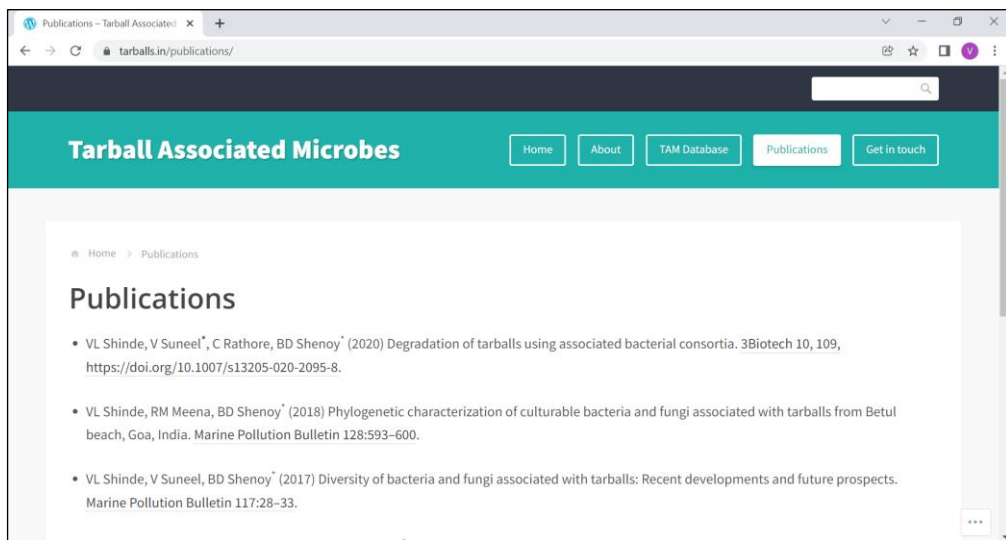 Publications – Tarball Associated
tarballs.in/publications/
V
Tarball Associated Microbes
Home
About
TAM Database
Publications
Get in touch
Home > Publications
Publications
• VL Shinde, V Suneel*, C Rathore, BD Shenoy* (2020) Degradation of tarballs using associated bacterial consortia. 3Biotech 10, 109,
https://doi.org/10.1007/s13205-020-2095-8.
• VL Shinde, RM Meena, BD Shenoy* (2018) Phylogenetic characterization of culturable bacteria and fungi associated with tarballs from Betul
beach, Goa, India. Marine Pollution Bulletin 128:593–600.
• VL Shinde, V Suneel, BD Shenoy* (2017) Diversity of bacteria and fungi associated with tarballs: Recent developments and future prospects.
Marine Pollution Bulletin 117:28–33.